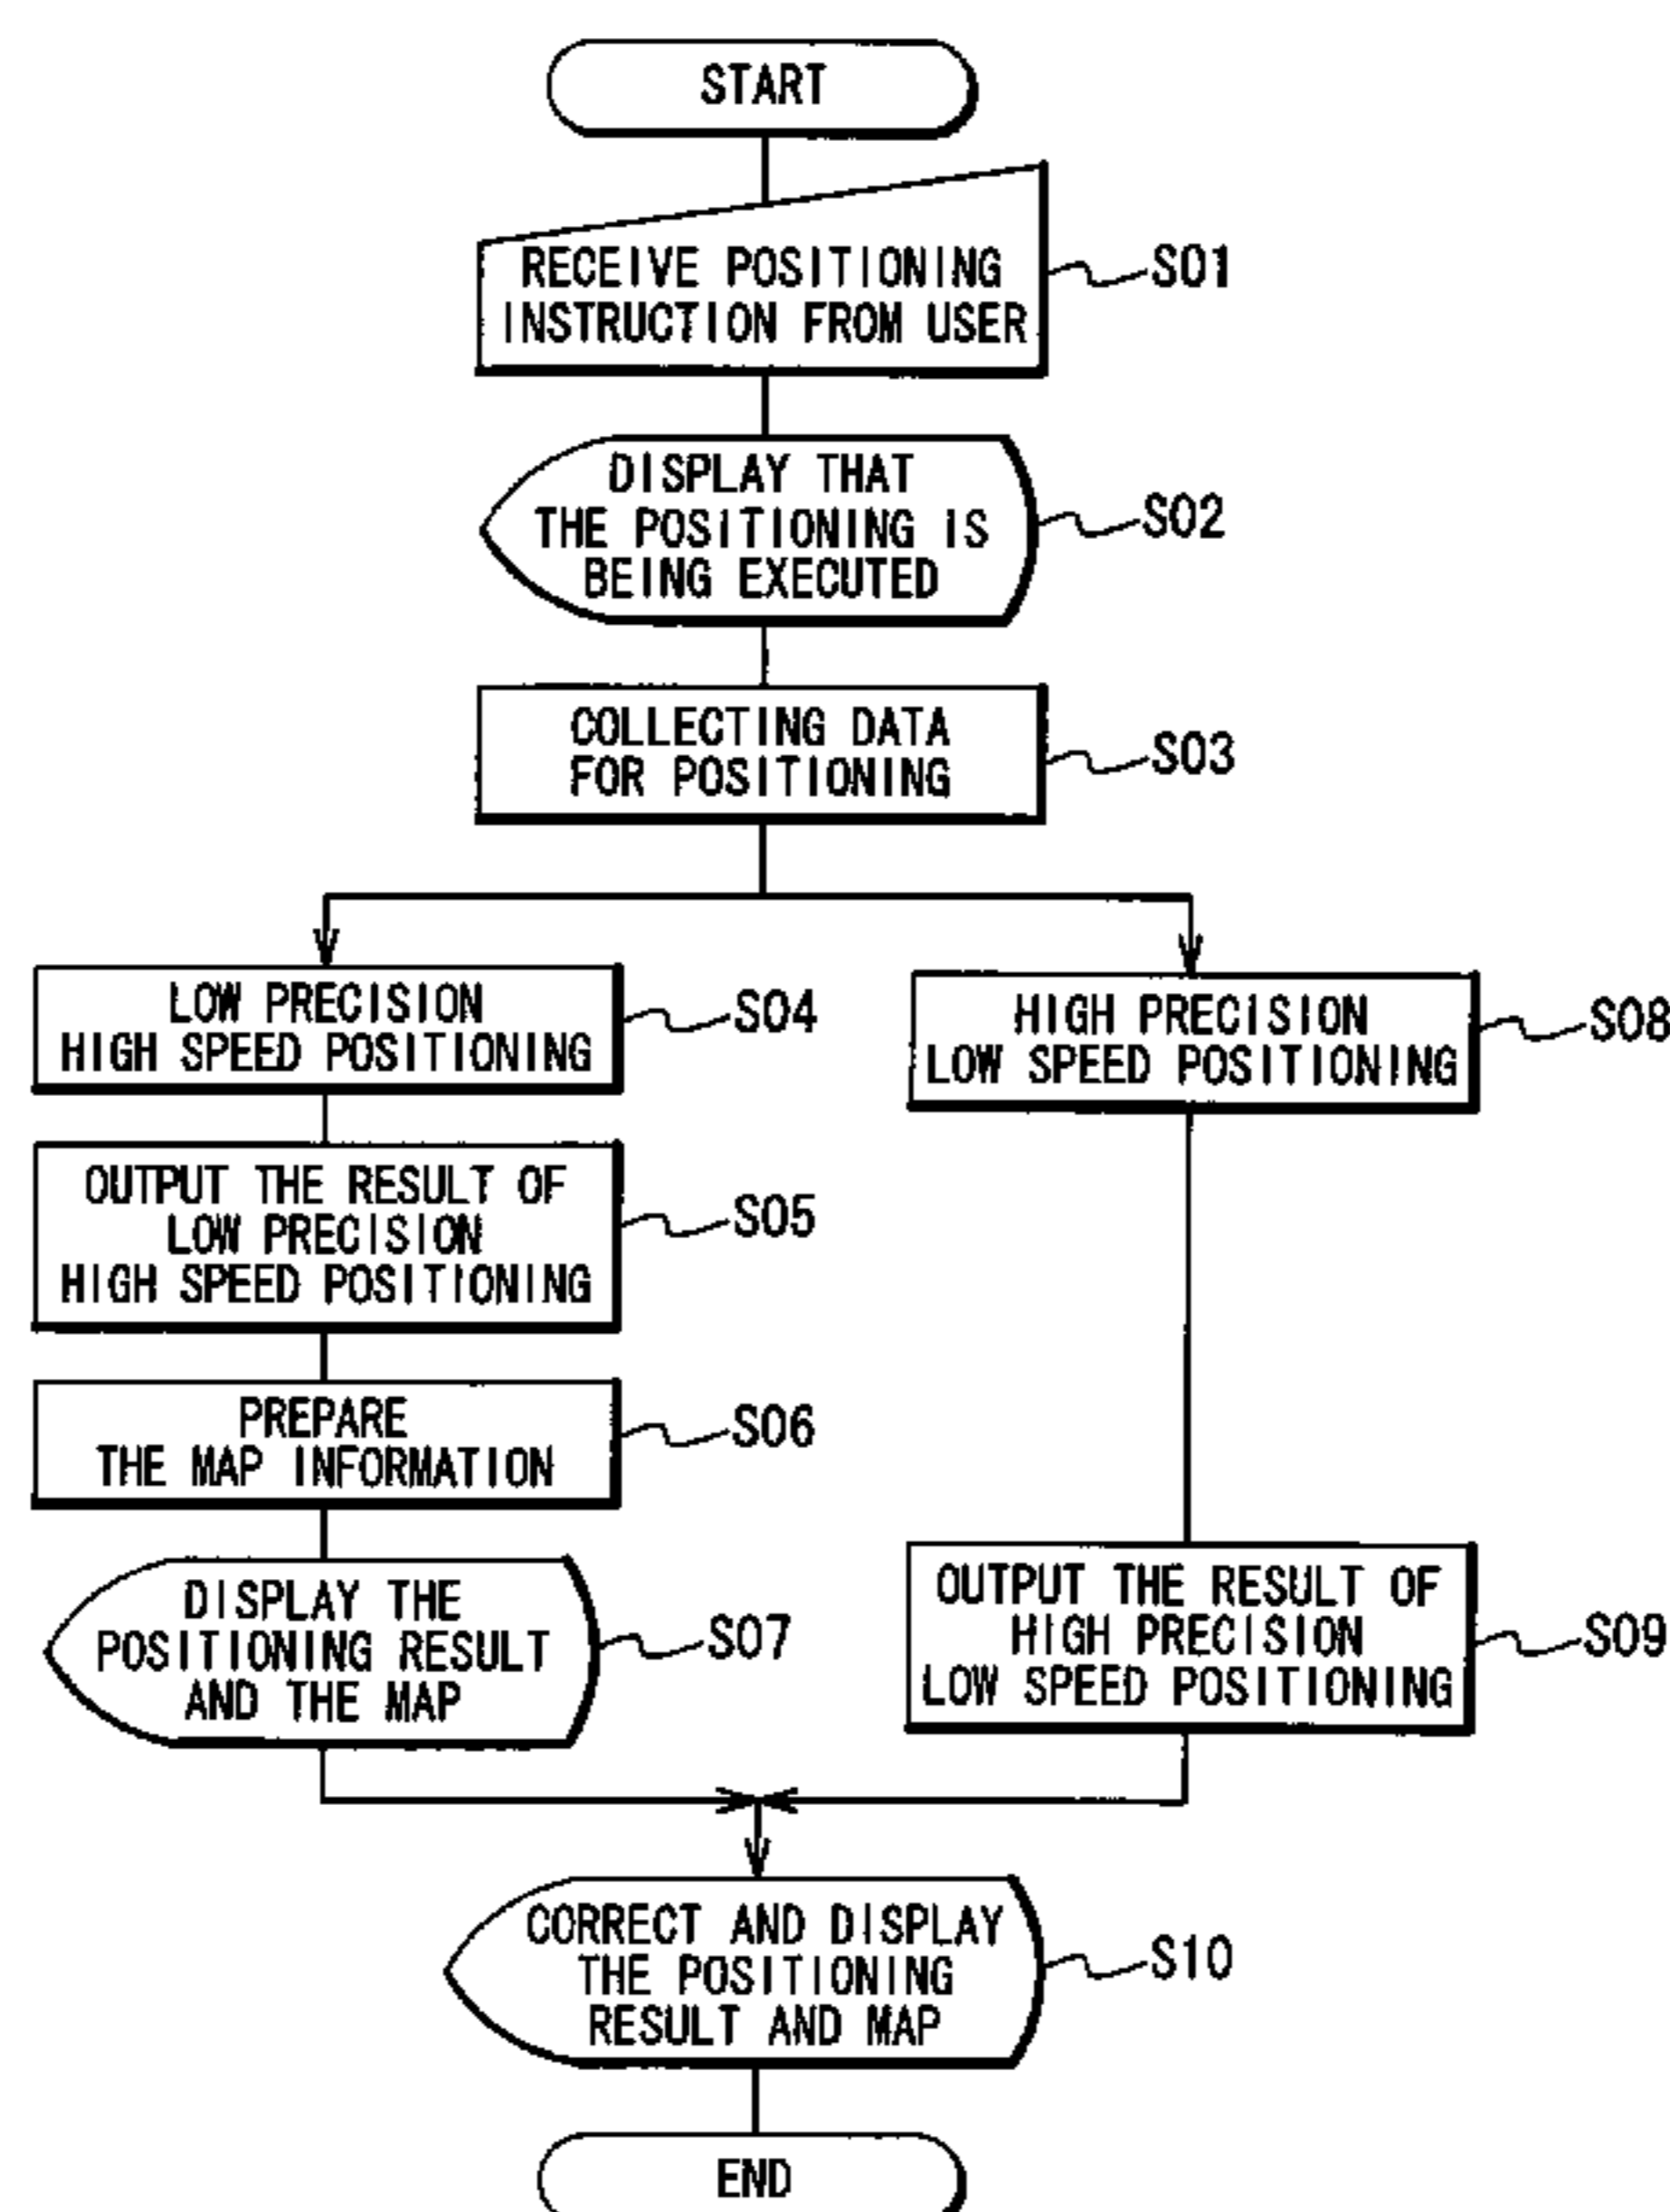 START
RECEIVE POSITIONING
INSTRUCTION FROM USER
S01
DISPLAY THAT
THE POSITIONING IS
BEING EXECUTED
S02
COLLECTING DATA
FOR POSITIONING
S03
LOW PRECISION
HIGH SPEED POSITIONING
S04
OUTPUT THE RESULT OF
LOW PRECISION
HIGH SPEED POSITIONING
S05
PREPARE
THE MAP INFORMATION
S06
DISPLAY THE
POSITIONING RESULT
AND THE MAP
S07
HIGH PRECISION
LOW SPEED POSITIONING
S08
OUTPUT THE RESULT OF
HIGH PRECISION
LOW SPEED POSITIONING
S09
CORRECT AND DISPLAY
THE POSITIONING
RESULT AND MAP
S10
END